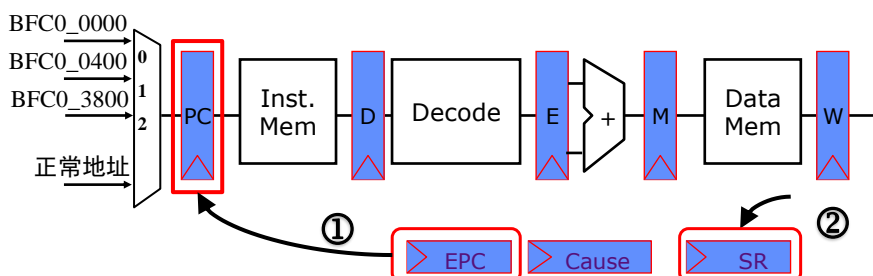 BFC0_0000
BFC0_0400
BFC0_3800
正常地址
0
1
2
PC
Inst.
Mem
D
Decode
E
+
M
Data
Mem
W
①
②
EPC
Cause
SR